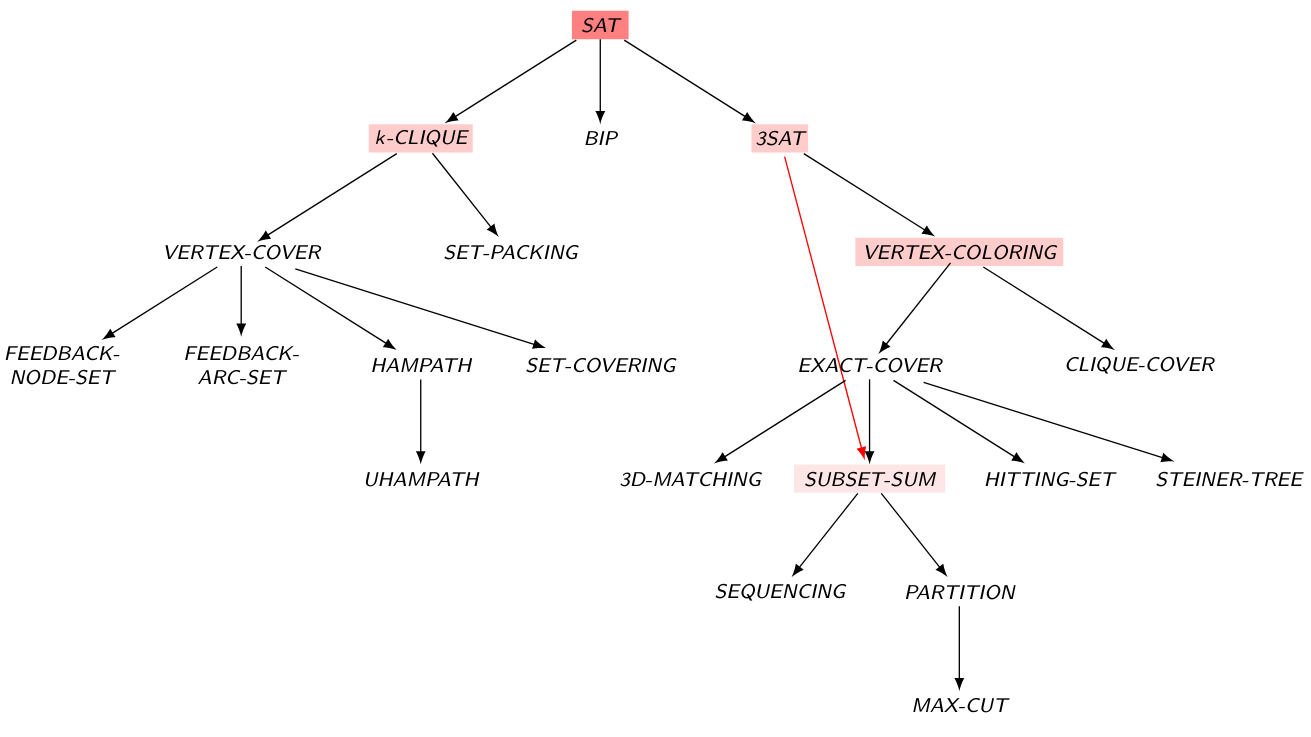 SAT
k-CLIQUE
BIP
3SAT
VERTEX-COVER
SET-PACKING
VERTEX-COLORING
FEEDBACK-
NODE-SET
FEEDBACK-
ARC-SET
HAMPATH
SET-COVERING
EXACT-COVER
CLIQUE-COVER
UHAMPATH
3D-MATCHING
SUBSET-SUM
HITTING-SET
STEINER-TREE
SEQUENCING
PARTITION
MAX-CUT